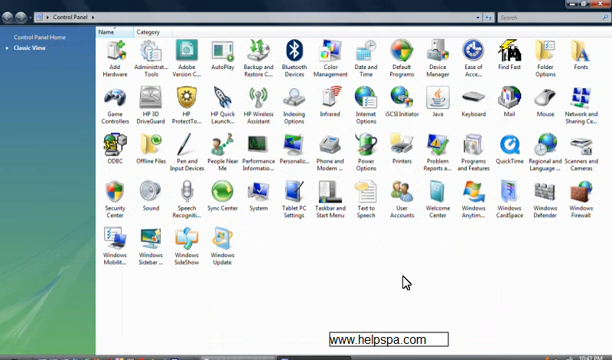 Control Panel
Search
Control Panel Home
Classic View
Name Category
Add Hardware
Administrat... Tools
Adobe Version C...
AutoPlay
Backup and Restore C...
Bluetooth Devices
Color Management
Date and Time
Default Programs
Device Manager
Ease of Acce...
Find Fast
Folder Options
Fonts
Game Controllers
HP 3D DriveGuard
HP ProtectTo...
HP Quick Launch...
HP Wireless Assistant
Indexing Options
Infrared
Internet Options
iSCSI Initiator
Java
Keyboard
Mail
Mouse
Network and Sharing Ce...
ODBC
Offline Files
Pen and Input Devices
People Near Me
Performance Informatio...
Personaliz...
Phone and Modem ...
Power Options
Printers
Problem Reports a...
Programs and Features
QuickTime
Regional and Language ...
Scanners and Cameras
Security Center
Sound
Speech Recogniti...
Sync Center
System
Tablet PC Settings
Taskbar and Start Menu
Text to Speech
User Accounts
Welcome Center
Windows Anytim...
Windows CardSpace
Windows Defender
Windows Firewall
Windows Mobilit...
Windows Sidebar ...
Windows SideShow
Windows Update
www.helpspa.com
10:47 PM